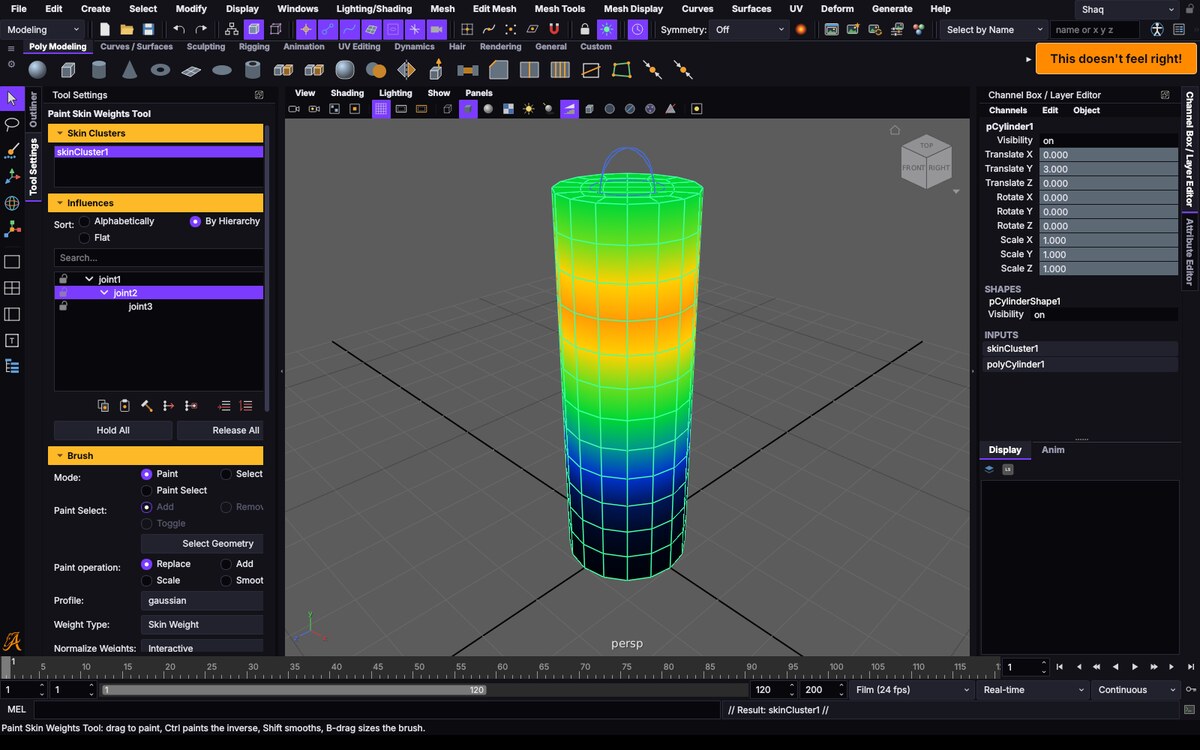 File Edit Create Select Modify Display Windows Lighting/Shading Mesh Edit Mesh Mesh Tools Mesh Display Curves Surfaces UV Deform Generate Help Shaq
Modeling Symmetry: Off Select by Name name or x y z
Poly Modeling Curves / Surfaces Sculpting Rigging Animation UV Editing Dynamics Hair Rendering General Custom
This doesn't feel right!
Tool Settings
Paint Skin Weights Tool
Skin Clusters
skinCluster1
Influences
Sort: Alphabetically By Hierarchy
Flat
Search...
joint1
joint2
joint3
Hold All Release All
Brush
Mode: Paint Select
Paint Select
Paint Select: Add Remov
Toggle
Select Geometry
Paint operation: Replace Add
Scale Smoot
Profile: gaussian
Weight Type: Skin Weight
Normalize Weights: Interactive
Outliner
Tool Settings
View Shading Lighting Show Panels
TOP
FRONT RIGHT
y
persp
Channel Box / Layer Editor
Channels Edit Object
pCylinder1
Visibility on
Translate X 0.000
Translate Y 3.000
Translate Z 0.000
Rotate X 0.000
Rotate Y 0.000
Rotate Z 0.000
Scale X 1.000
Scale Y 1.000
Scale Z 1.000
SHAPES
pCylinderShape1
Visibility on
INPUTS
skinCluster1
polyCylinder1
Display Anim
Channel Box / Layer Editor
Attribute Editor
1 5 10 15 20 25 30 35 40 45 50 55 60 65 70 75 80 85 90 95 100 105 110 115 1
1 1 1 120 120 200 Film (24 fps) Real-time Continuous
MEL // Result: skinCluster1 //
Paint Skin Weights Tool: drag to paint, Ctrl paints the inverse, Shift smooths, B-drag sizes the brush.